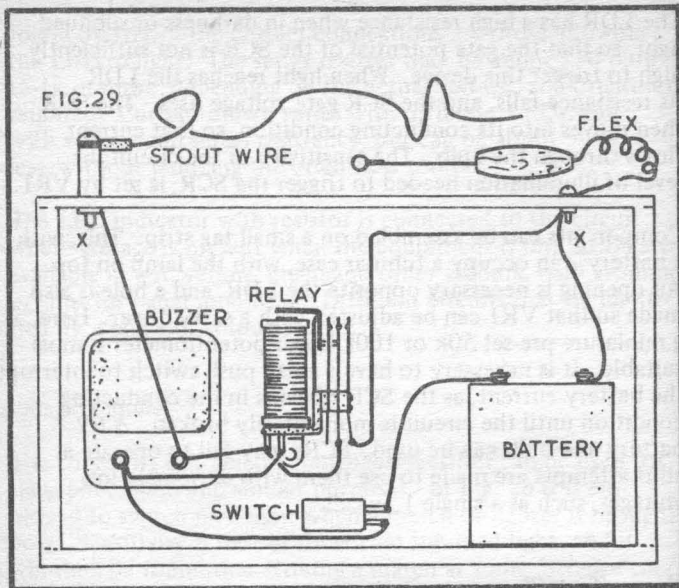 FIG.29.
STOUT WIRE
FLEX
X
X
BUZZER
RELAY
BATTERY
SWITCH